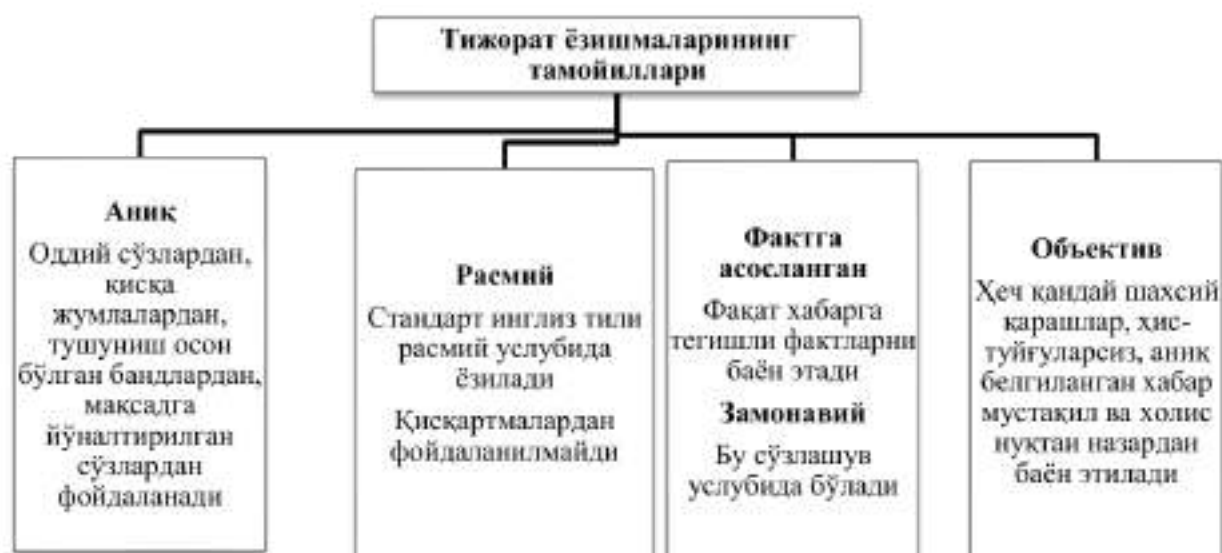 Тижорат ёзишмаларининг
тамойиллари
Аниқ
Оддий сўзлардан,
қисқа
жумлалардан,
тушуниш осон
бўлган бандлардан,
мақсадга
йўналтирилган
сўзлардан
фойдаланади
Расмий
Стандарт инглиз тили
расмий услубида
ёзилади
Қисқартмалардан
фойдаланилмайди
Фактга
асосланган
Фақат хабарга
тегишли фактларни
баён этади
Замонавий
Бу сўзлашув
услубида бўлади
Объектив
Ҳеч қандай шахсий
қарашлар, ҳис-
туйғуларсиз, аниқ
белгиланган хабар
мустақил ва холис
нуқтаи назардан
баён этилади